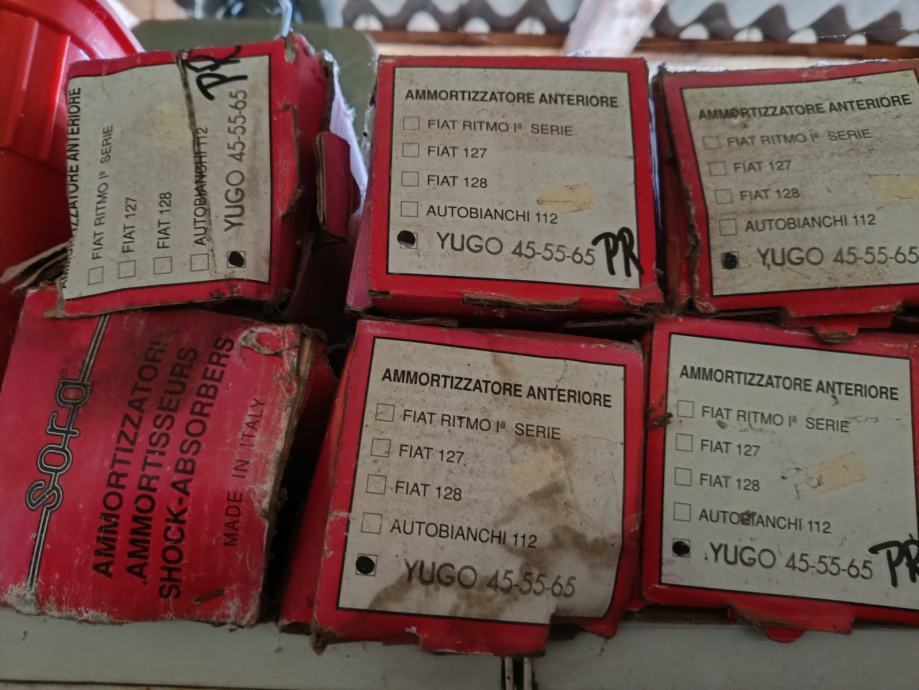 AMMORTIZZATORE ANTERIORE
FIAT RITMO Iª SERIE
FIAT 127
FIAT 128
AUTOBIANCHI 112
YUGO 45-55-65
PR
AMMORTIZZATORE ANTERIORE
FIAT RITMO Iª SERIE
FIAT 127
FIAT 128
AUTOBIANCHI 112
YUGO 45-55-65
PR
AMMORTIZZATORE ANTERIORE
FIAT RITMO Iª SERIE
FIAT 127
FIAT 128
AUTOBIANCHI 112
YUGO 45-55-65
Sora
AMMORTIZZATORI
AMORTISSEURS
SHOCK-ABSORBERS
MADE IN ITALY
AMMORTIZZATORE ANTERIORE
FIAT RITMO Iª SERIE
FIAT 127
FIAT 128
AUTOBIANCHI 112
YUGO 45-55-65
AMMORTIZZATORE ANTERIORE
FIAT RITMO Iª SERIE
FIAT 127
FIAT 128
AUTOBIANCHI 112
YUGO 45-55-65
PR